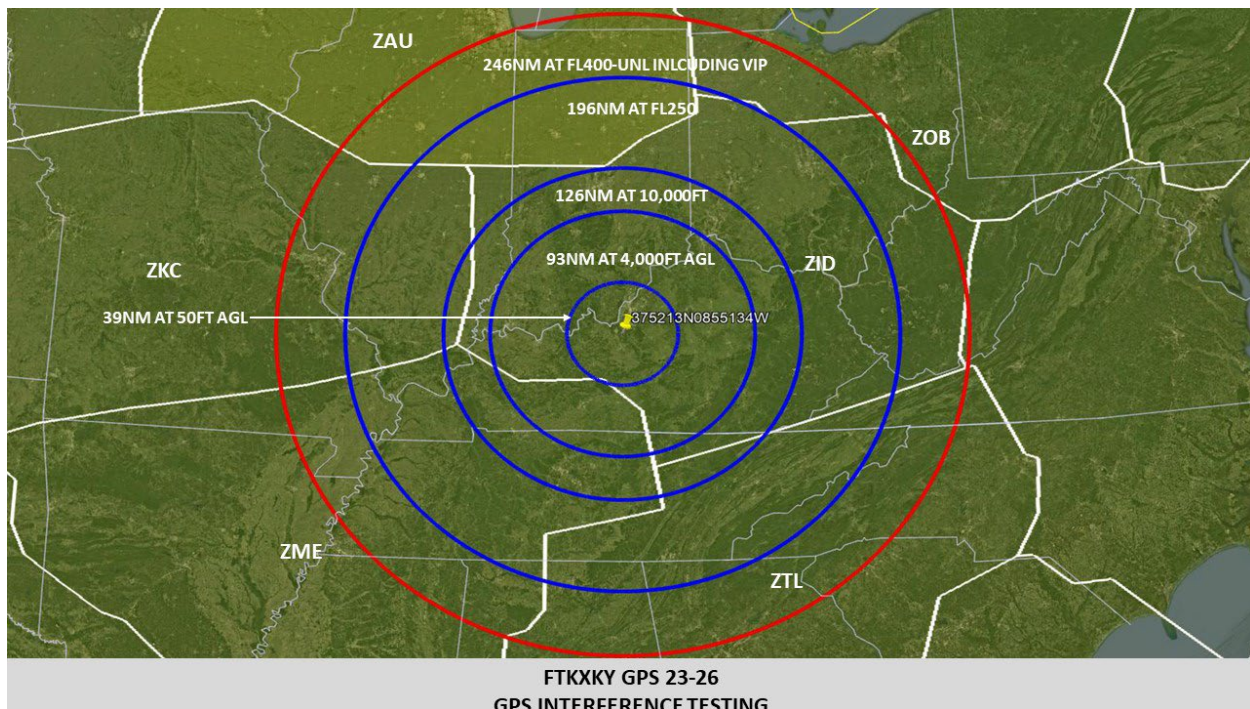 ZAU
246NM AT FL400-UNL INLCUDING VIP
196NM AT FL250
ZOB
126NM AT 10,000FT
93NM AT 4,000FT AGL
ZID
ZKC
39NM AT 50FT AGL
375213N0855134W
ZME
ZTL
FTKXKY GPS 23-26
GPS INTERFERENCE TESTING